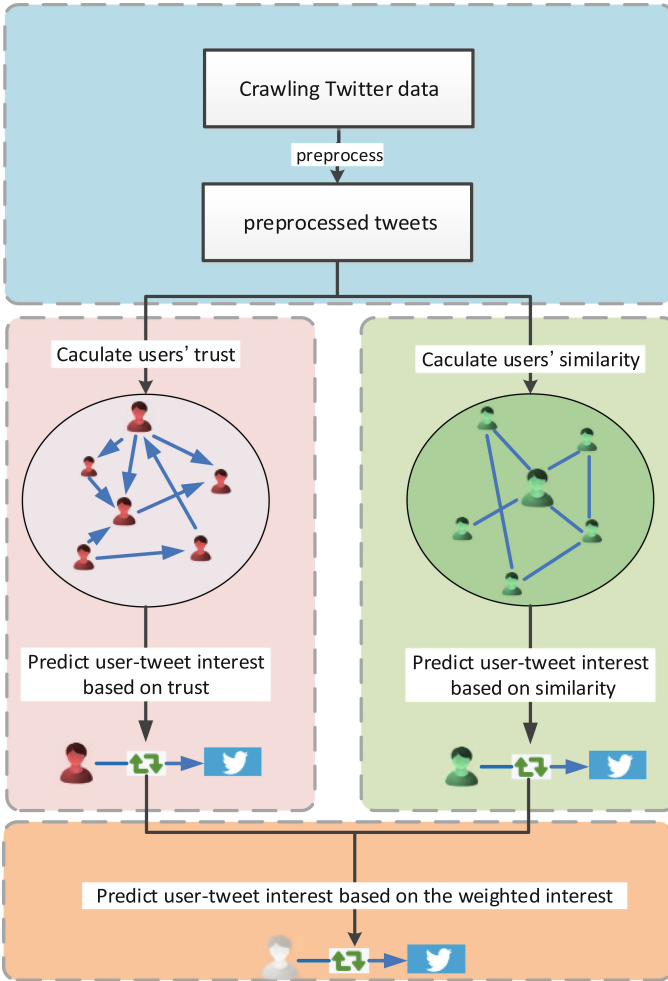 Crawling Twitter data
preprocess
preprocessed tweets
Caculate users’ trust
Caculate users’ similarity
Predict user-tweet interest
based on trust
Predict user-tweet interest
based on similarity
Predict user-tweet interest based on the weighted interest